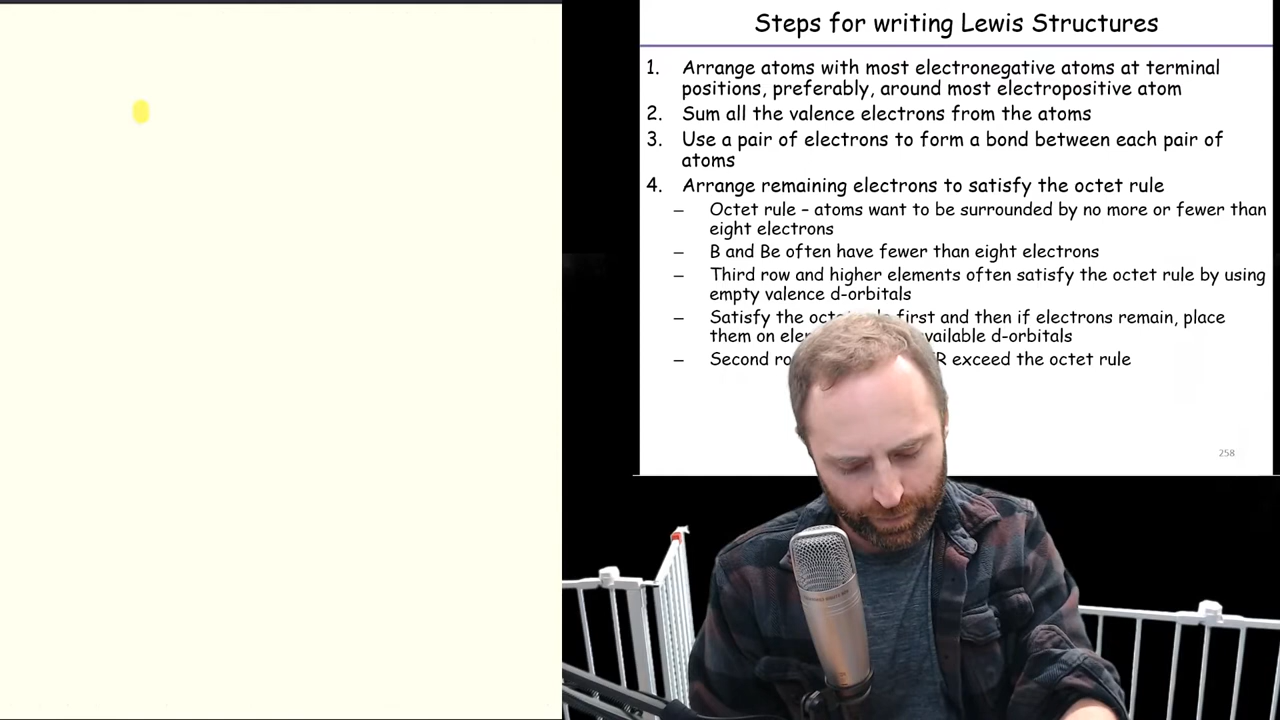 Steps for writing Lewis Structures
1. Arrange atoms with most electronegative atoms at terminal
positions, preferably, around most electropositive atom
2. Sum all the valence electrons from the atoms
3. Use a pair of electrons to form a bond between each pair of
atoms
4. Arrange remaining electrons to satisfy the octet rule
– Octet rule – atoms want to be surrounded by no more or fewer than
eight electrons
– B and Be often have fewer than eight electrons
– Third row and higher elements often satisfy the octet rule by using
empty valence d-orbitals
– Satisfy the first and then if electrons remain, place
them on d-orbitals
– Second exceed the octet rule
258